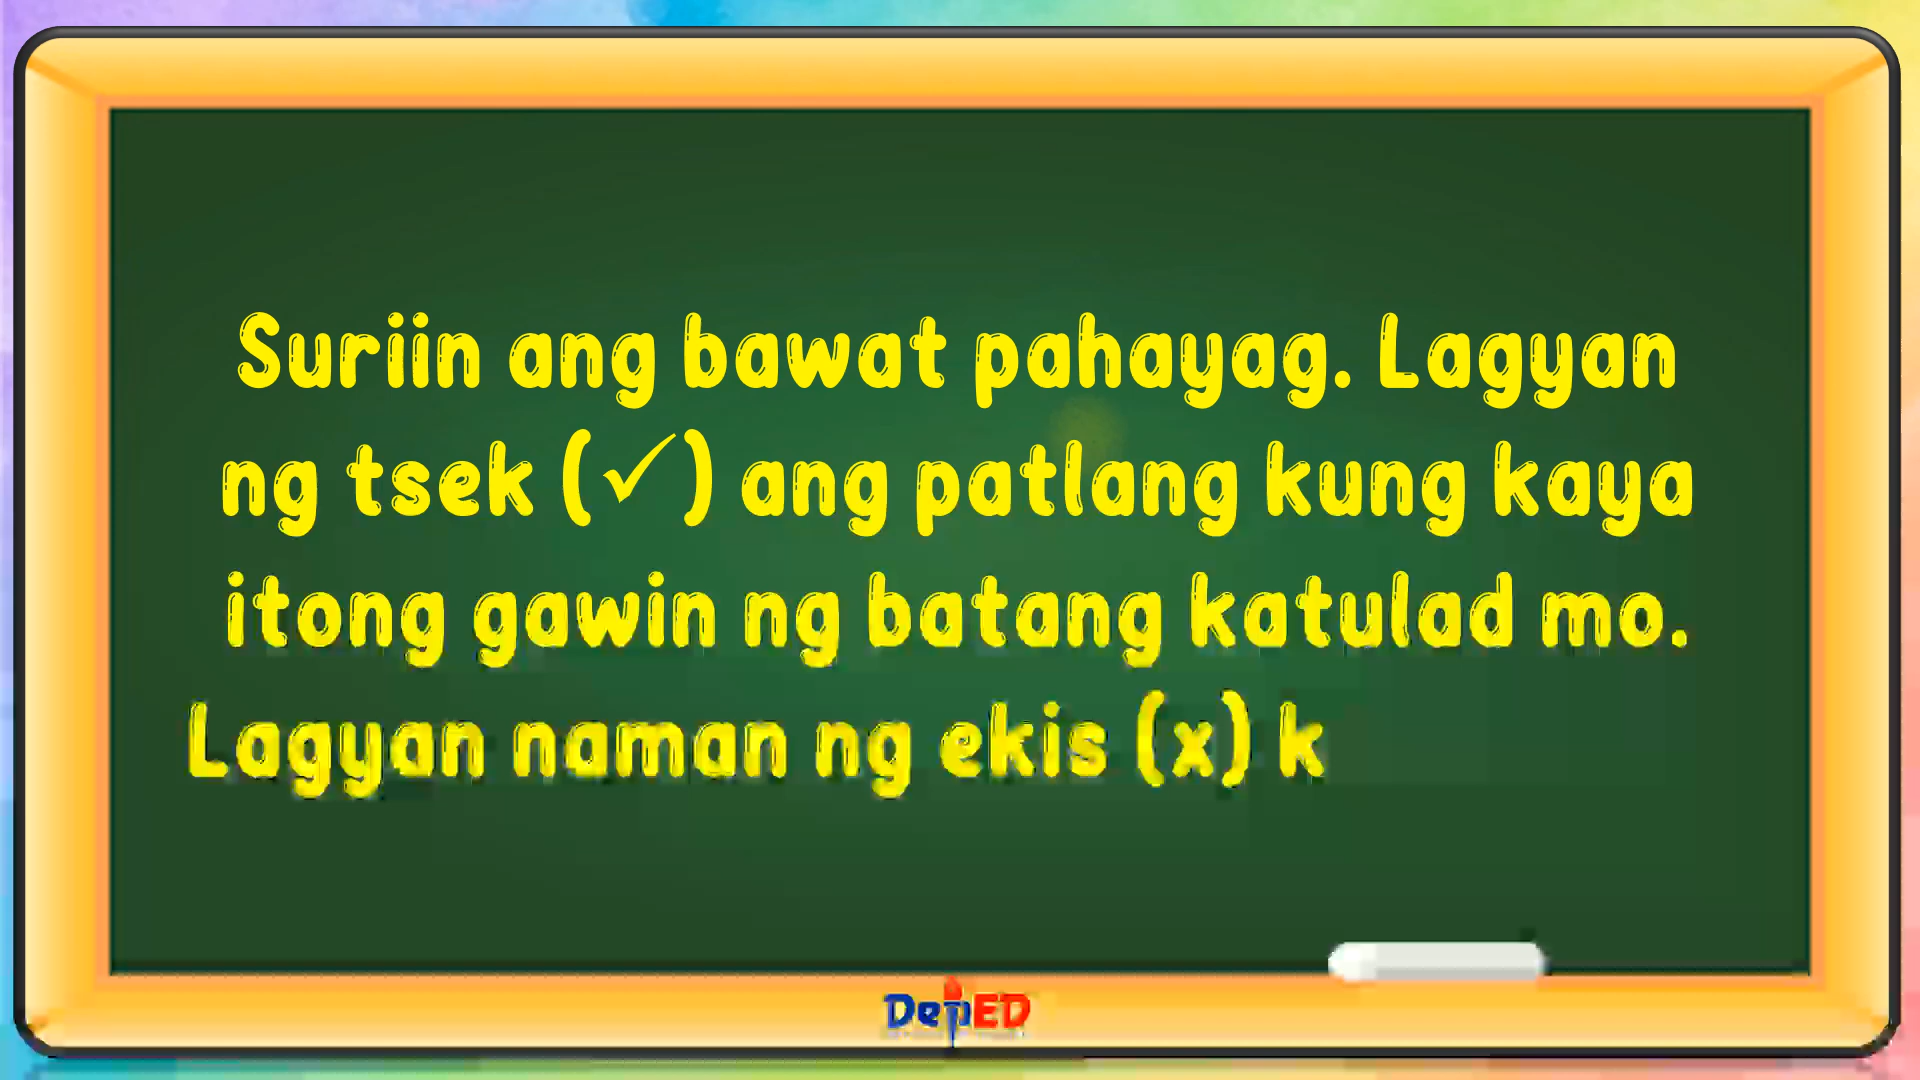 Suriin ang bawat pahayag. Lagyan
ng tsek (✓) ang patlang kung kaya
itong gawin ng batang katulad mo.
Lagyan naman ng ekis (x) k
DepED